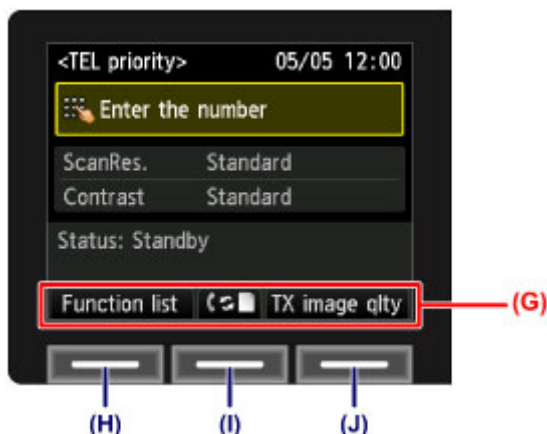 <TEL priority> 05/05 12:00
Enter the number
ScanRes. Standard
Contrast Standard
Status: Standby
Function list TX image qlty
(G)
(H) (I) (J)